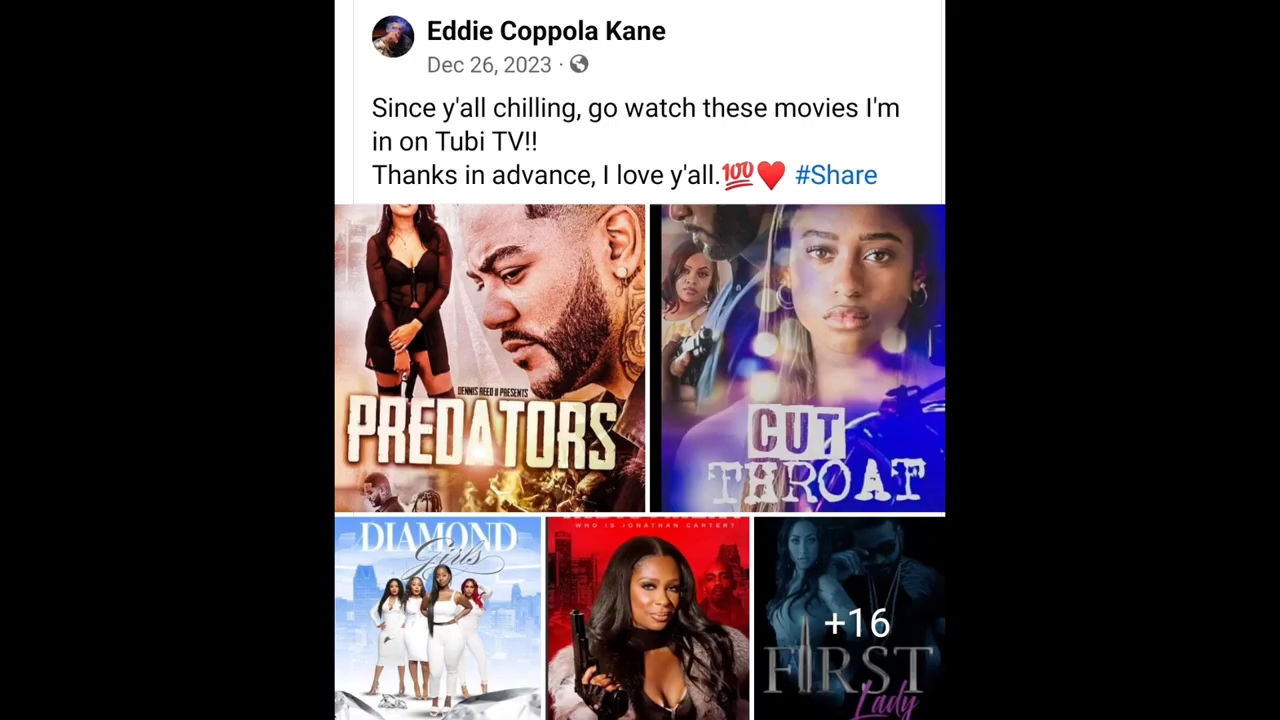 Eddie Coppola Kane
Dec 26, 2023 ·
Since y'all chilling, go watch these movies I'm
in on Tubi TV!!
Thanks in advance, I love y'all.💯❤️ #Share
DENNIS REED II PRESENTS
PREDATORS
CUT
THROAT
DIAMOND
Girls
WHO IS JONATHAN CARTER?
+16
FIRST
Lady